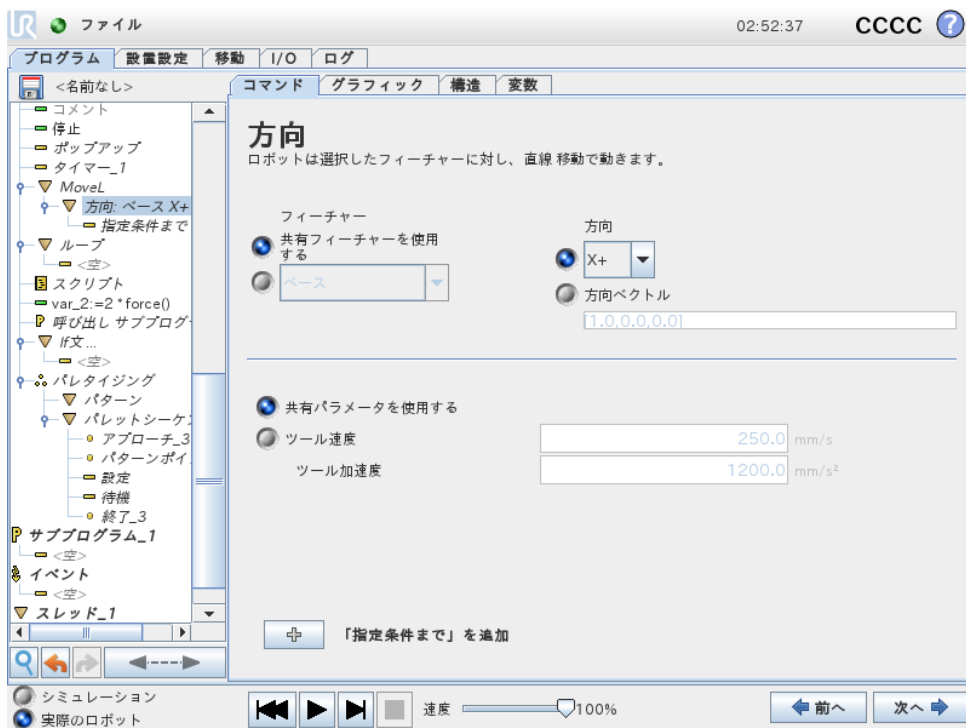 UR ファイル 02:52:37 CCCC ?
プログラム 設置設定 移動 I/O ログ
<名前なし>
コメント
停止
ポップアップ
タイマー_1
MoveL
方向: ベース X+
指定条件まで
ループ
<空>
スクリプト
var_2:=2*force()
P 呼び出し サブプログ
If文...
<空>
パレタイジング
パターン
パレットシーケン
アプローチ_3
パターンポイ
設定
待機
終了_3
P サブプログラム_1
<空>
イベント
<空>
スレッド_1
コマンド グラフィック 構造 変数
方向
ロボットは選択したフィーチャーに対し、直線 移動で動きます。
フィーチャー
共有フィーチャーを使用
する
ベース
方向
X+
方向ベクトル
[1.0,0.0,0.0]
共有パラメータを使用する
ツール速度 250.0 mm/s
ツール加速度 1200.0 mm/s²
「指定条件まで」を追加
シミュレーション
実際のロボット
速度 100%
前へ 次へ